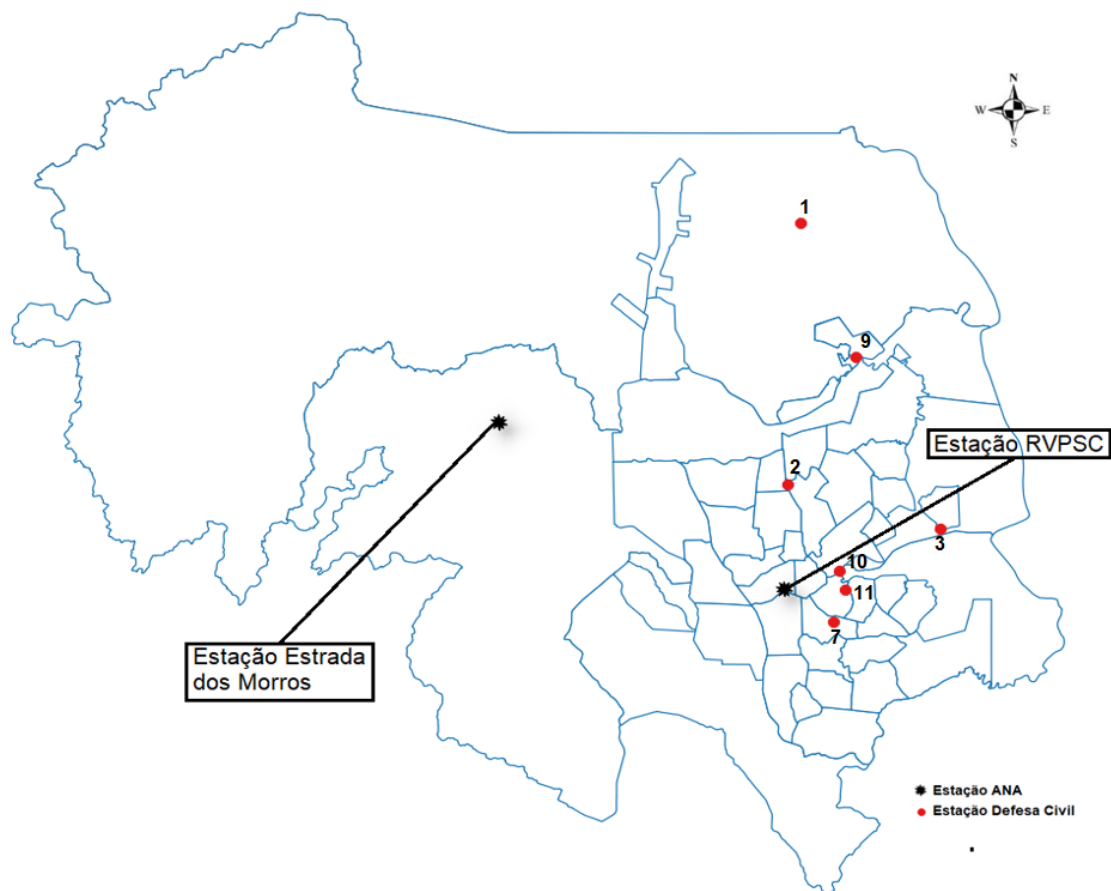 N
W E
S
1
9
Estação RVPSC
2
3
10
11
7
Estação Estrada
dos Morros
Estação ANA
Estação Defesa Civil